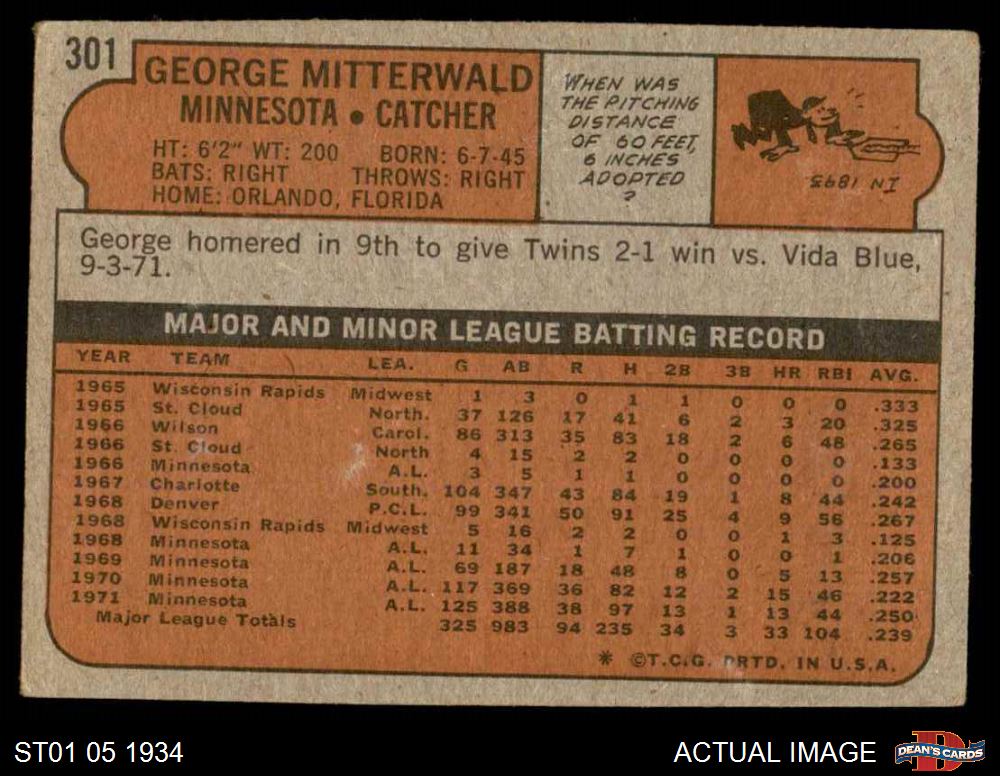 301
GEORGE MITTERWALD
MINNESOTA • CATCHER
HT: 6'2" WT: 200 BORN: 6-7-45
BATS: RIGHT THROWS: RIGHT
HOME: ORLANDO, FLORIDA
WHEN WAS
THE PITCHING
DISTANCE
OF 60 FEET,
6 INCHES
ADOPTED
?
IN 1893
George homered in 9th to give Twins 2-1 win vs. Vida Blue,
9-3-71.
MAJOR AND MINOR LEAGUE BATTING RECORD
YEAR TEAM LEA. G AB R H 2B 3B HR RBI AVG.
1965 Wisconsin Rapids Midwest 1 3 0 1 1 0 0 0 .333
1965 St. Cloud North. 37 126 17 41 6 2 3 20 .325
1966 Wilson Carol. 86 313 35 83 18 2 6 48 .265
1966 St. Cloud North 4 15 2 2 0 0 0 0 .133
1966 Minnesota A.L. 3 5 1 1 0 0 0 0 .200
1967 Charlotte South. 104 347 43 84 19 1 8 44 .242
1968 Denver P.C.L. 99 341 50 91 25 4 9 56 .267
1968 Wisconsin Rapids Midwest 5 16 2 2 0 0 1 3 .125
1968 Minnesota A.L. 11 34 1 7 1 0 0 1 .206
1969 Minnesota A.L. 69 187 18 48 8 0 5 13 .257
1970 Minnesota A.L. 117 369 36 82 12 2 15 46 .222
1971 Minnesota A.L. 125 388 38 97 13 1 13 44 .250
Major League Totals 325 983 94 235 34 3 33 104 .239
* ©T.C.G. PRTD. IN U.S.A.
ST01 05 1934
ACTUAL IMAGE
DEAN'S CARDS